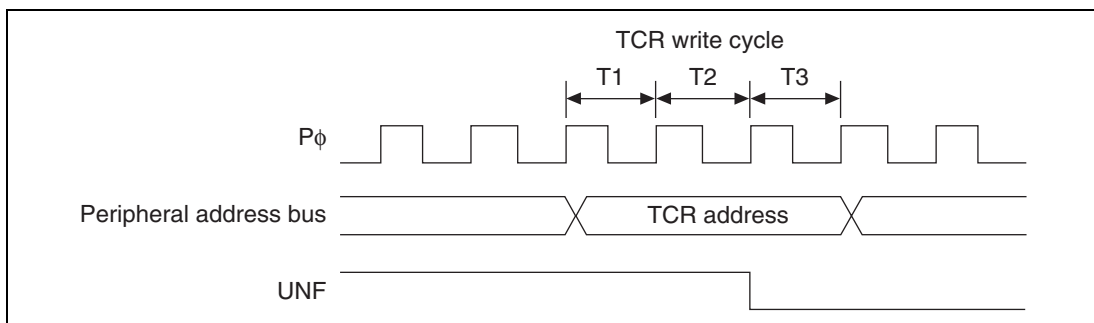 TCR write cycle
T1 T2 T3
Pϕ
Peripheral address bus
TCR address
UNF